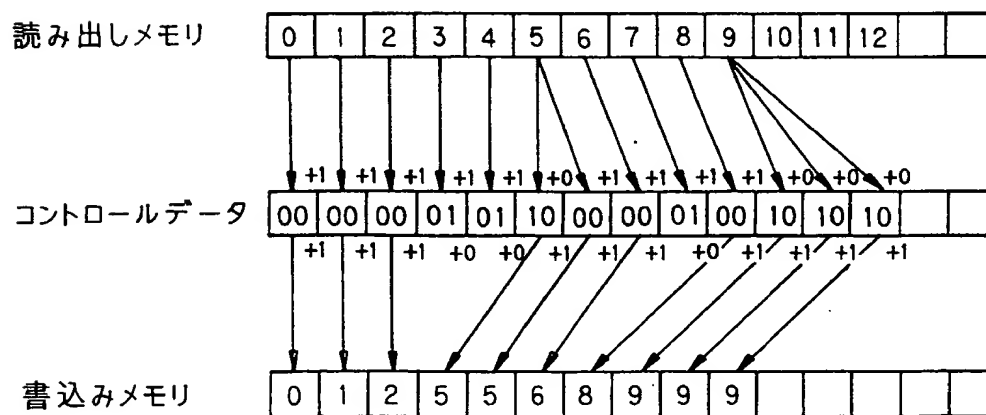 読み出しメモリ 0 1 2 3 4 5 6 7 8 9 10 11 12
+1 +1 +1 +1 +1 +0 +1 +1 +1 +1 +0 +0 +0
コントロールデータ 00 00 00 01 01 10 00 00 01 00 10 10 10
+1 +1 +1 +0 +0 +1 +1 +1 +0 +1 +1 +1 +1
書込みメモリ 0 1 2 5 5 6 8 9 9 9